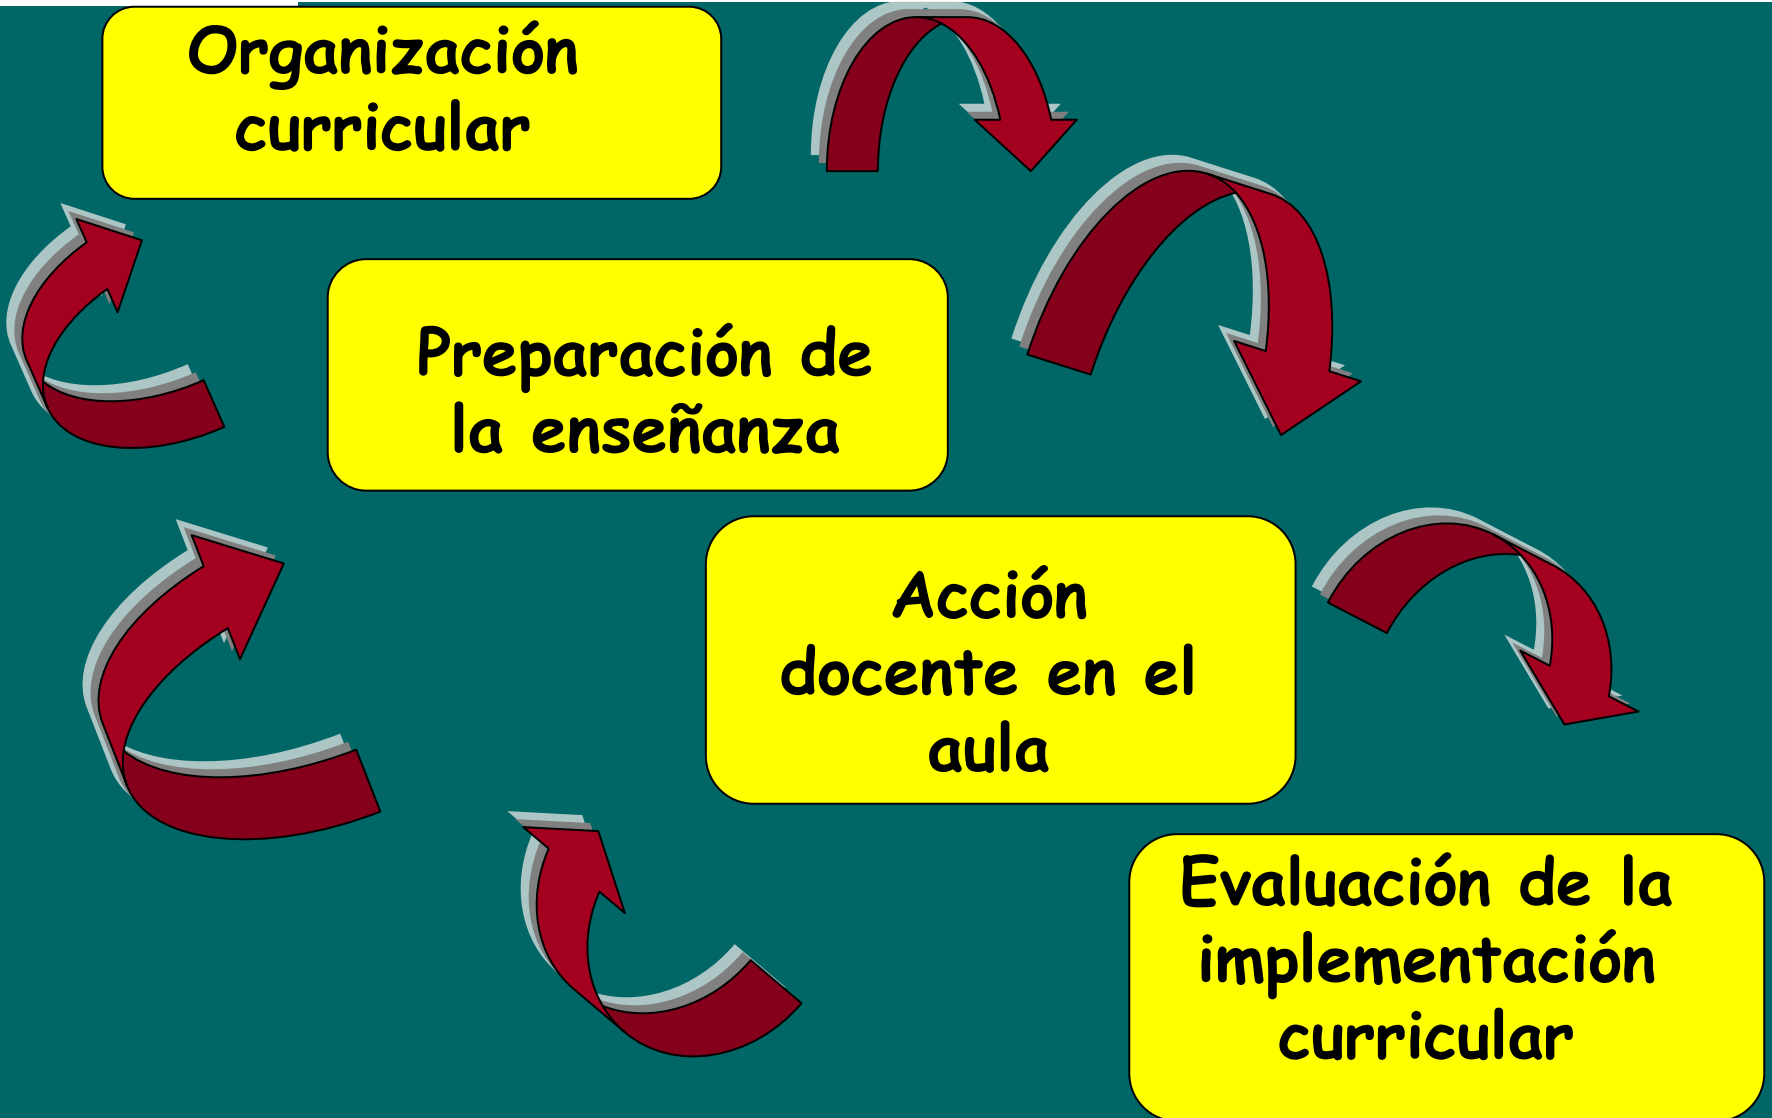 Organización
curricular
Preparación de
la enseñanza
Acción
docente en el
aula
Evaluación de la
implementación
curricular